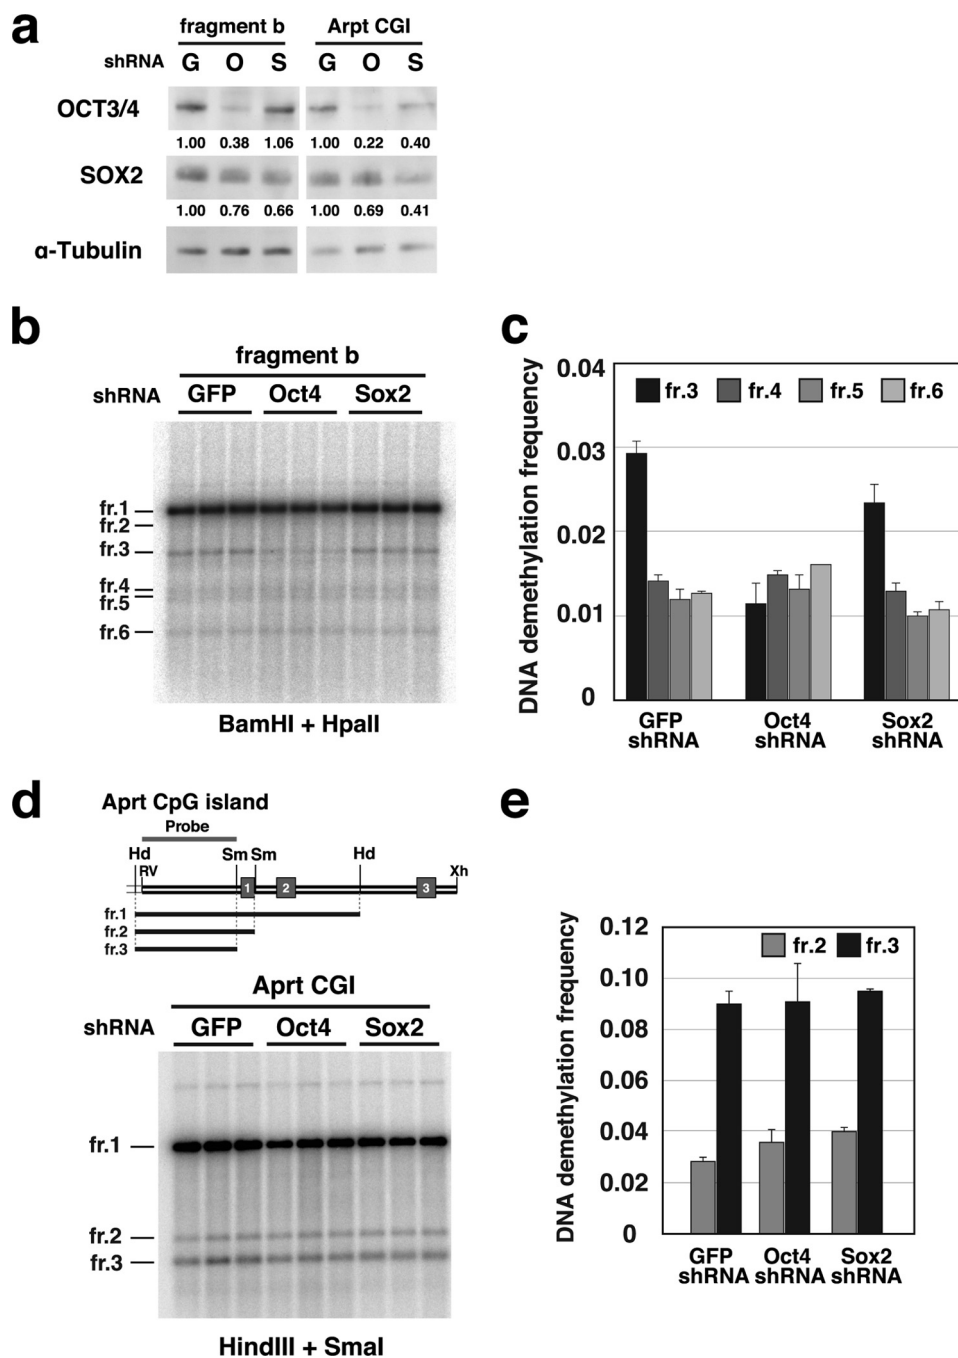 a
fragment b Arpt CGI
shRNA G O S G O S
OCT3/4
1.00 0.38 1.06 1.00 0.22 0.40
SOX2
1.00 0.76 0.66 1.00 0.69 0.41
α-Tubulin
b
fragment b
shRNA GFP Oct4 Sox2
fr.1
fr.2
fr.3
fr.4
fr.5
fr.6
BamHI + HpaII
c
DNA demethylation frequency
0.04
0.03
0.02
0.01
0
fr.3 fr.4 fr.5 fr.6
GFP shRNA
Oct4 shRNA
Sox2 shRNA
d
Aprt CpG island
Probe
Hd RV Sm Sm Hd Xh
1 2 3
fr.1
fr.2
fr.3
Aprt CGI
shRNA GFP Oct4 Sox2
fr.1
fr.2
fr.3
HindIII + SmaI
e
DNA demethylation frequency
0.12
0.10
0.08
0.06
0.04
0.02
0
fr.2 fr.3
GFP shRNA
Oct4 shRNA
Sox2 shRNA